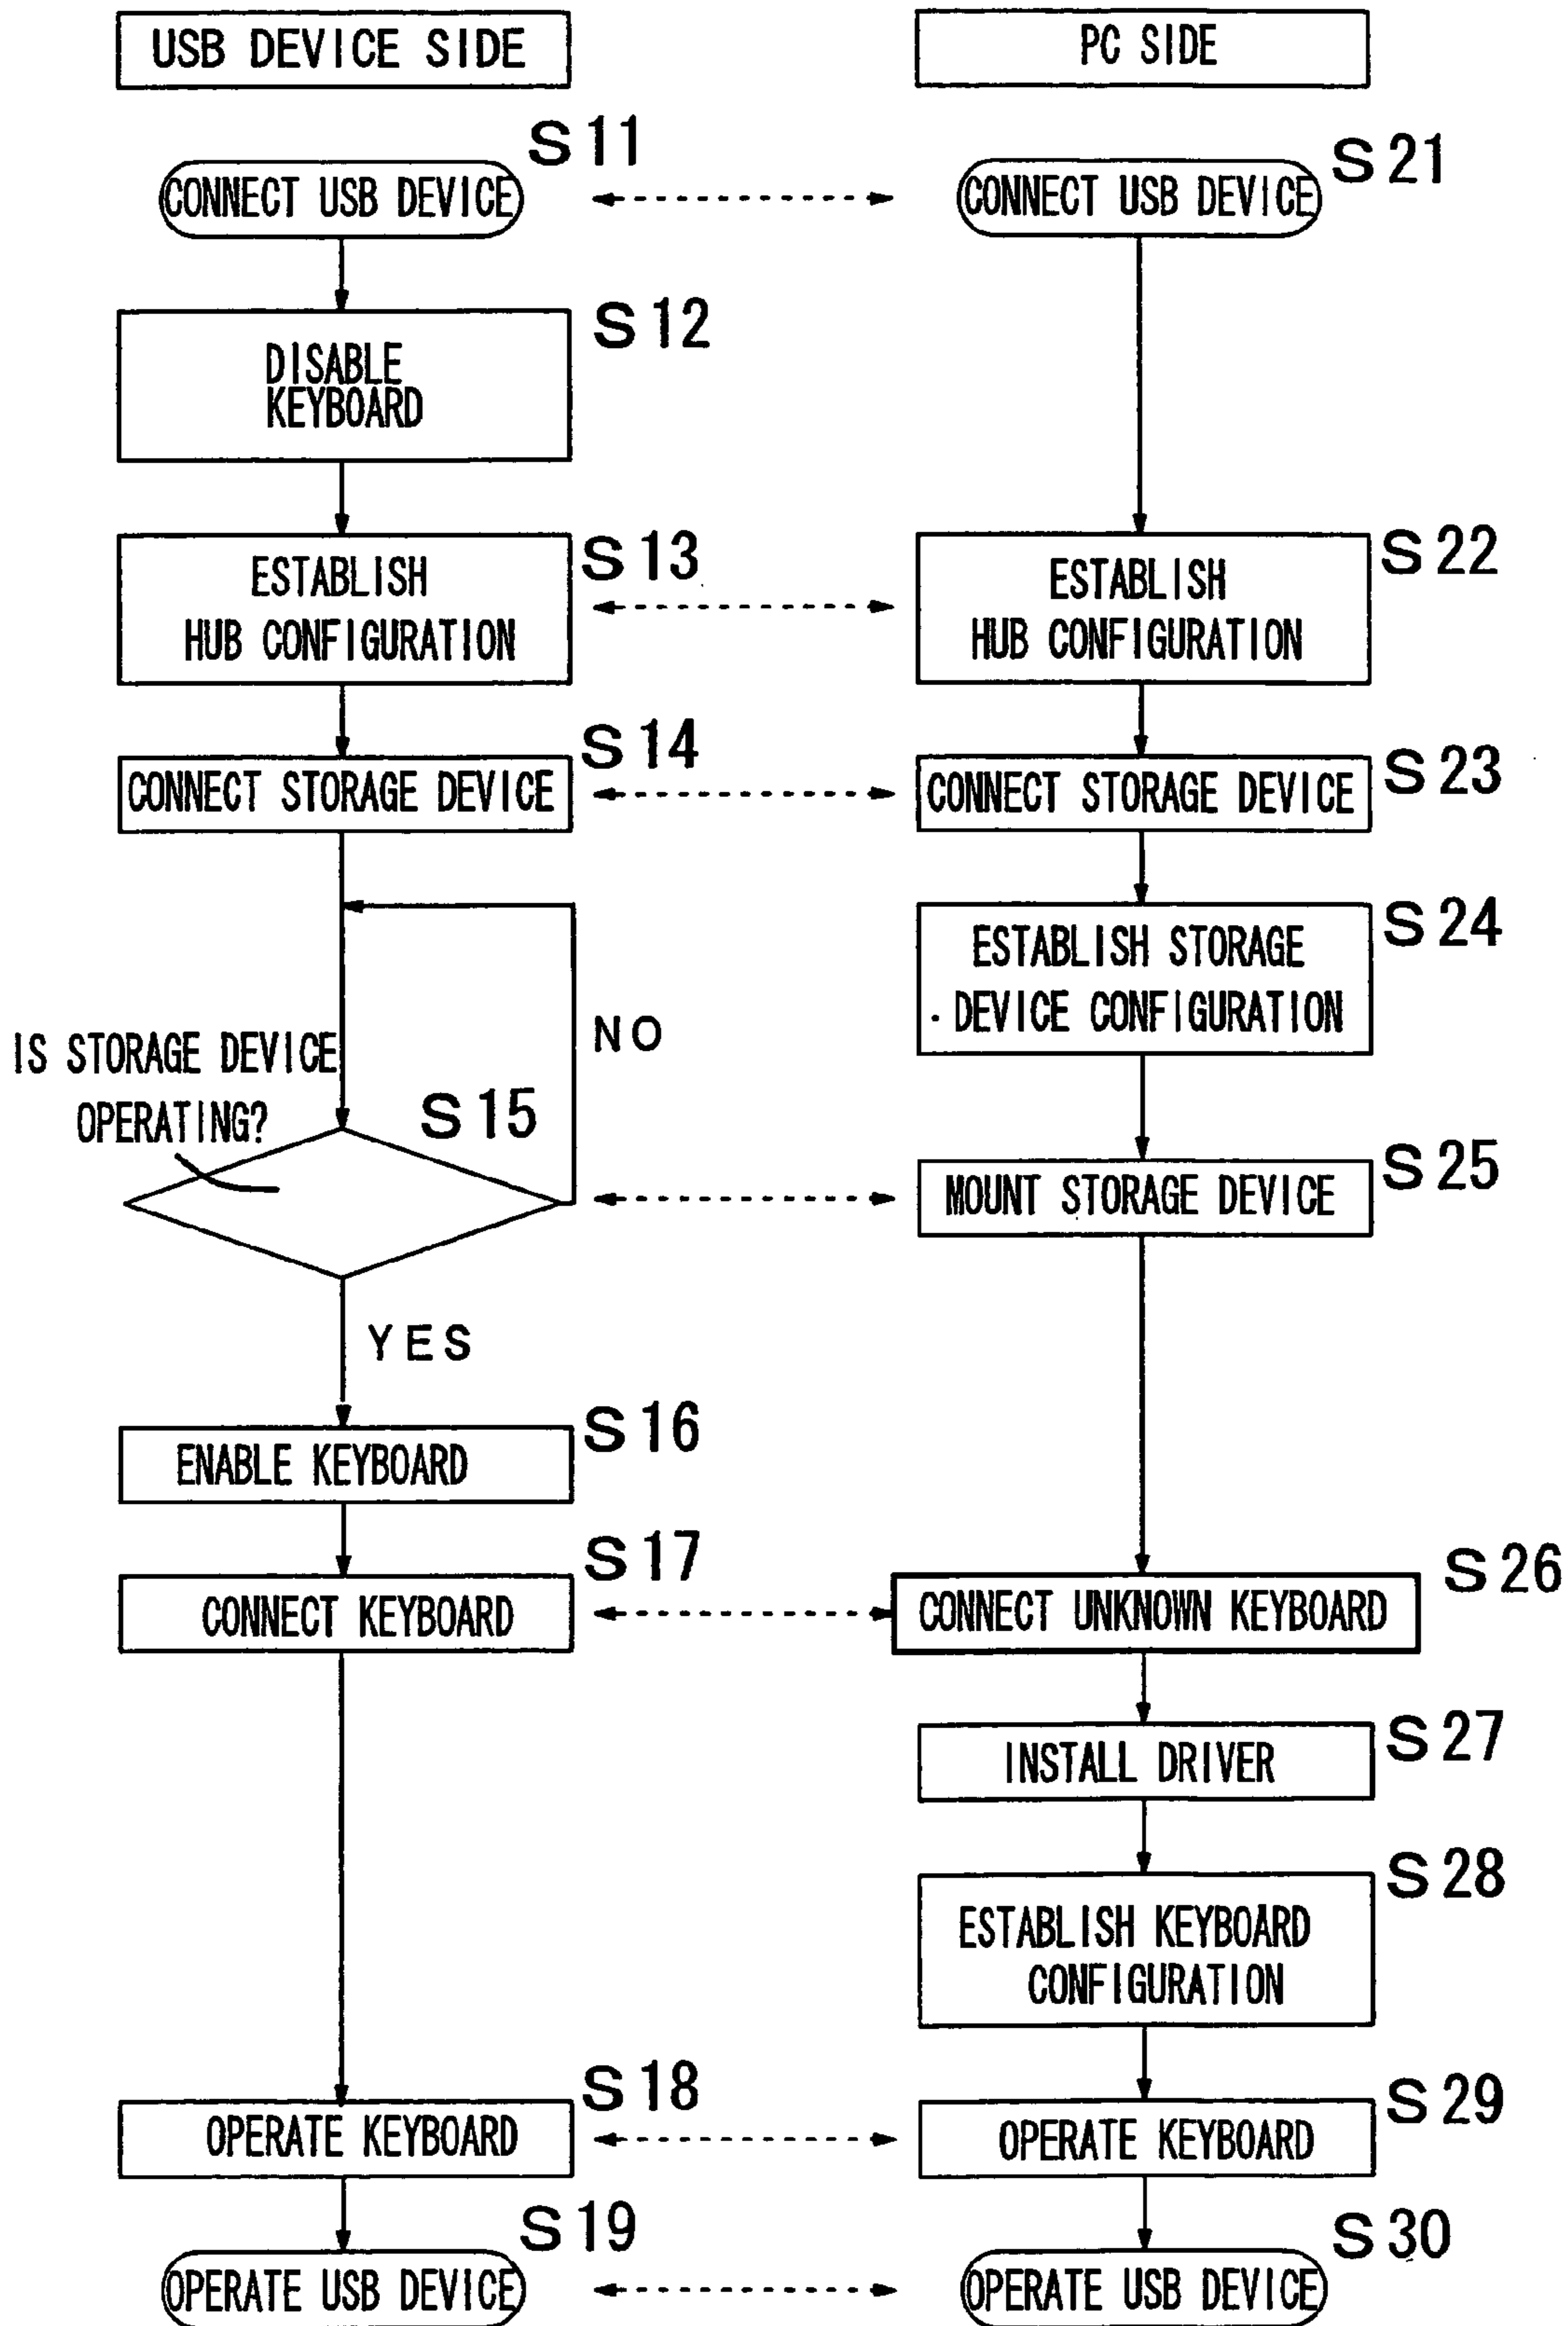 USB DEVICE SIDE
PC SIDE
S11
CONNECT USB DEVICE
S21
CONNECT USB DEVICE
S12
DISABLE
KEYBOARD
S13
ESTABLISH
HUB CONFIGURATION
S22
ESTABLISH
HUB CONFIGURATION
S14
CONNECT STORAGE DEVICE
S23
CONNECT STORAGE DEVICE
S24
ESTABLISH STORAGE
DEVICE CONFIGURATION
NO
IS STORAGE DEVICE
OPERATING?
S15
S25
MOUNT STORAGE DEVICE
YES
S16
ENABLE KEYBOARD
S17
CONNECT KEYBOARD
S26
CONNECT UNKNOWN KEYBOARD
S27
INSTALL DRIVER
S28
ESTABLISH KEYBOARD
CONFIGURATION
S18
OPERATE KEYBOARD
S29
OPERATE KEYBOARD
S19
OPERATE USB DEVICE
S30
OPERATE USB DEVICE